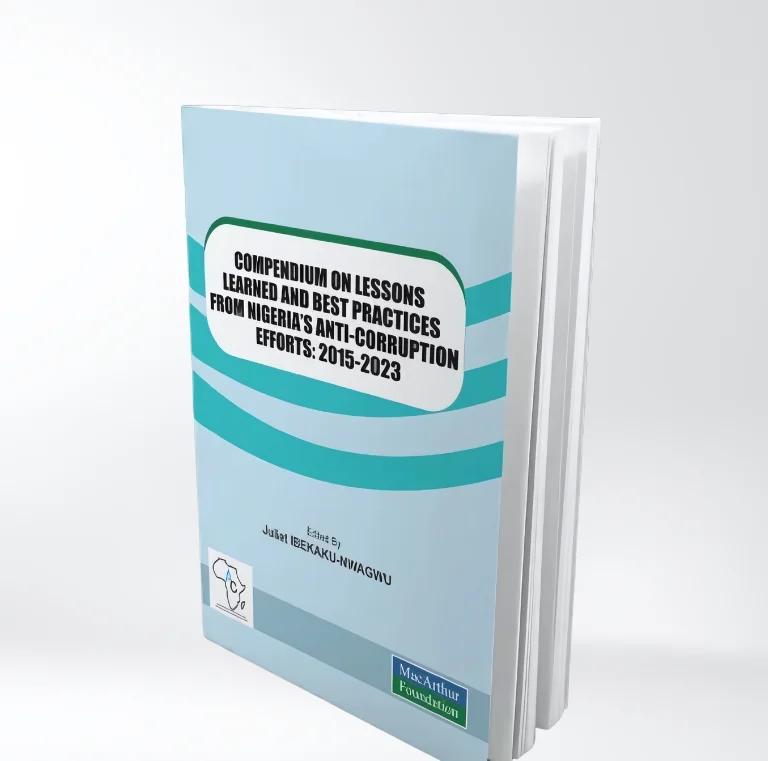 COMPENDIUM ON LESSONS
LEARNED AND BEST PRACTICES
FROM NIGERIA'S ANTI-CORRUPTION
EFFORTS: 2015-2023
Edited By
Juliet IBEKAKU-NWAGWU
AC
MacArthur
Foundation